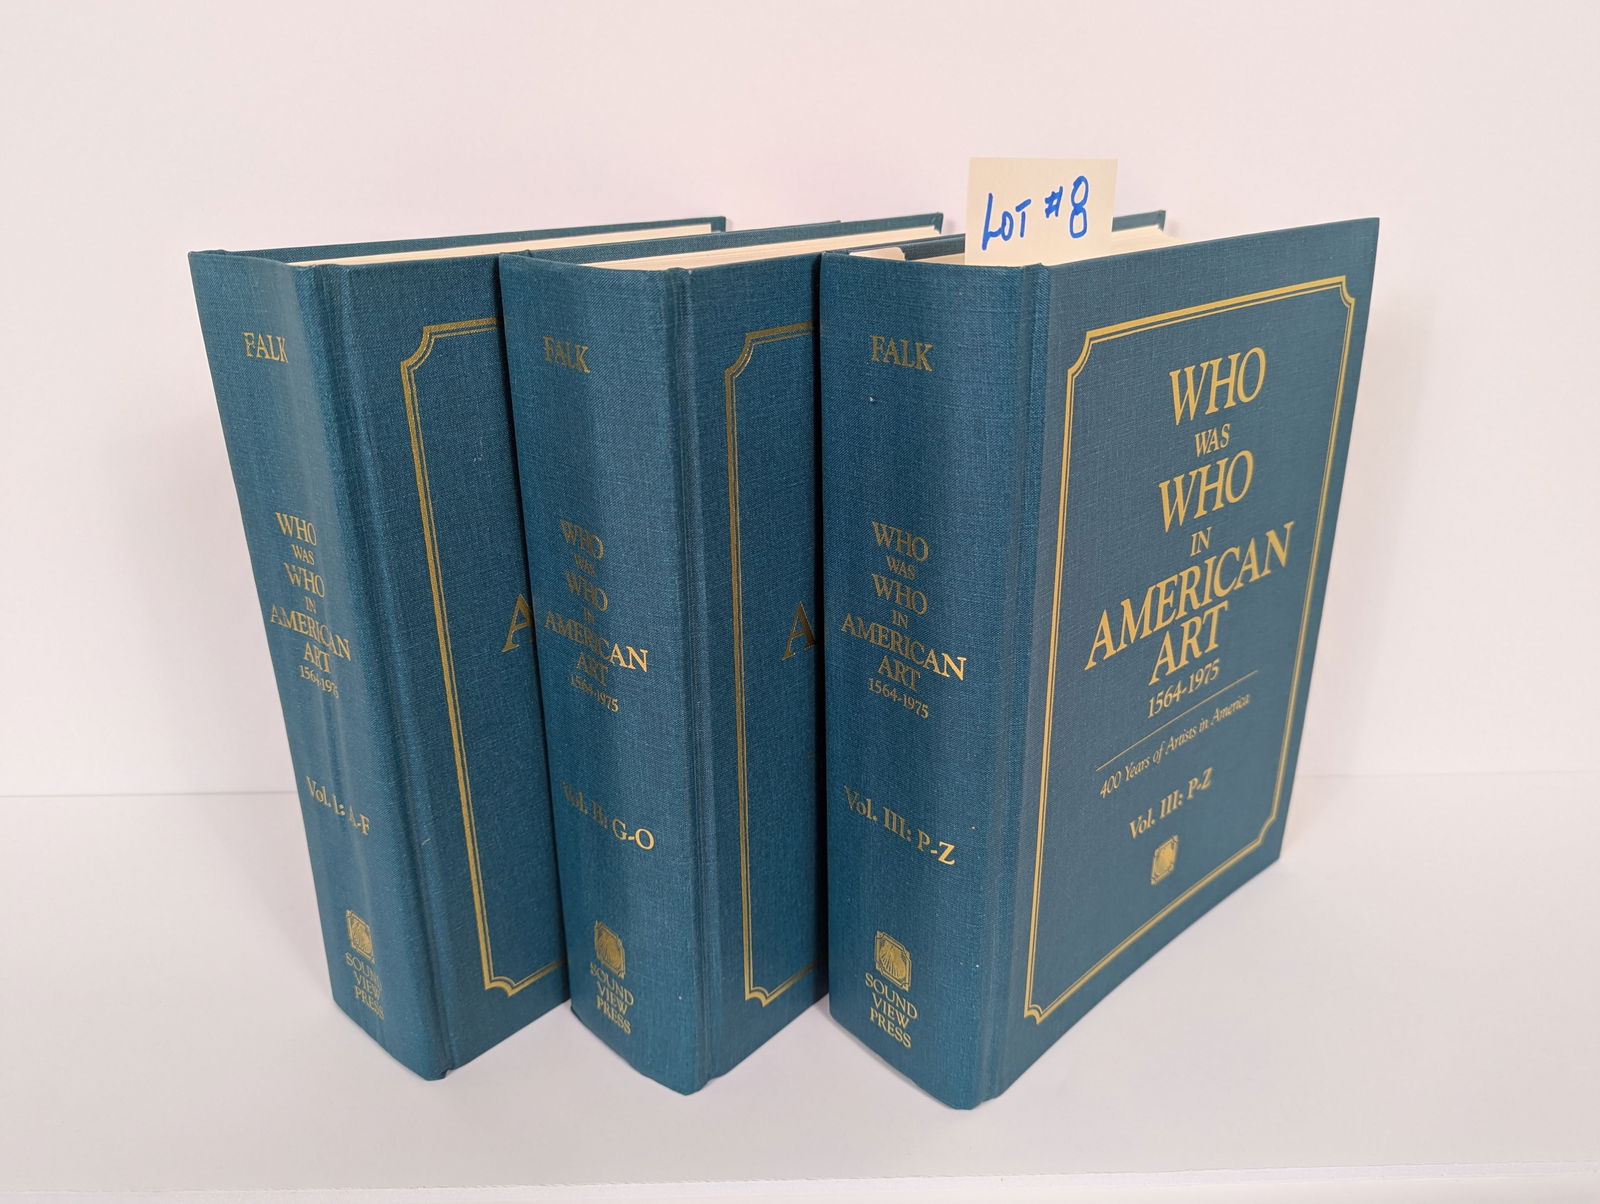 LOT #8
FALK
WHO
WAS
WHO
IN
AMERICAN
ART
1564-1975
Vol. I: A-F
SOUND
VIEW
PRESS
A
FALK
WHO
WAS
WHO
IN
AMERICAN
ART
1564-1975
Vol. II: G-O
SOUND
VIEW
PRESS
A
FALK
WHO
WAS
WHO
IN
AMERICAN
ART
1564-1975
Vol. III: P-Z
SOUND
VIEW
PRESS
WHO
WAS
WHO
IN
AMERICAN
ART
1564-1975
400 Years of Artists in America
Vol. III: P-Z